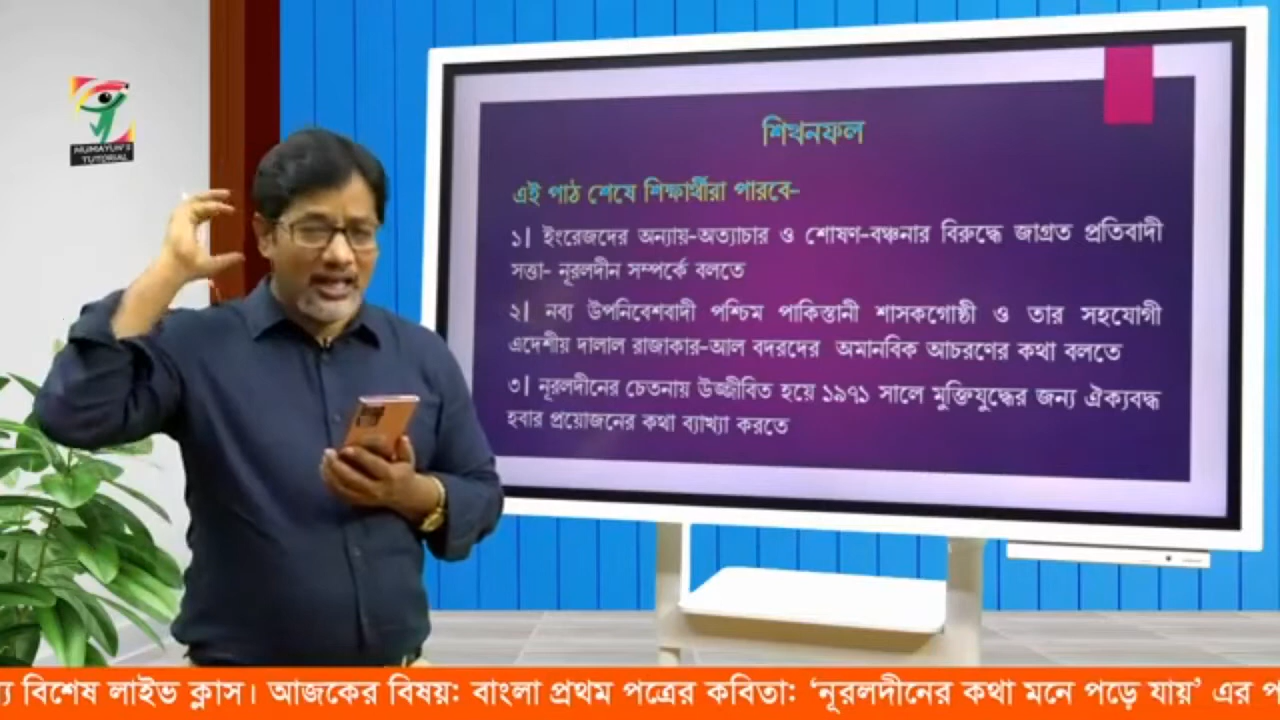 HUMAYUN'S
TUTORIAL
শিখনফল
এই পাঠ শেষে শিক্ষার্থীরা পারবে-
১| ইংরেজদের অন্যায়-অত্যাচার ও শোষণ-বঞ্চনার বিরুদ্ধে জাগ্রত প্রতিবাদী
সত্তা- নূরলদীন সম্পর্কে বলতে
২| নব্য উপনিবেশবাদী পশ্চিম পাকিস্তানী শাসকগোষ্ঠী ও তার সহযোগী
এদেশীয় দালাল রাজাকার-আল বদরদের অমানবিক আচরণের কথা বলতে
৩| নূরলদীনের চেতনায় উজ্জীবিত হয়ে ১৯৭১ সালে মুক্তিযুদ্ধের জন্য ঐক্যবদ্ধ
হবার প্রয়োজনের কথা ব্যাখ্যা করতে
বিশেষ লাইভ ক্লাস। আজকের বিষয়: বাংলা প্রথম পত্রের কবিতা: ‘নূরলদীনের কথা মনে পড়ে যায়’ এর